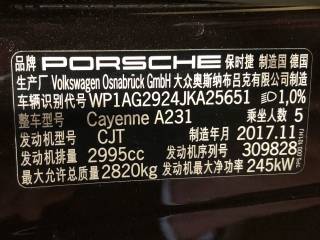 品牌 PORSCHE 保时捷 制造国 德国
生产厂 Volkswagen Osnabrück GmbH 大众奥斯纳布吕克有限公司
车辆识别代号 WP1AG2924JKA25651 1,0%
整车型号 Cayenne A231 乘坐人数 5
发动机型号 CJT 制造年月 2017.11
发动机排量 2995cc 发动机序列号 309828
最大允许总质量 2820kg 发动机最大净功率 245kW